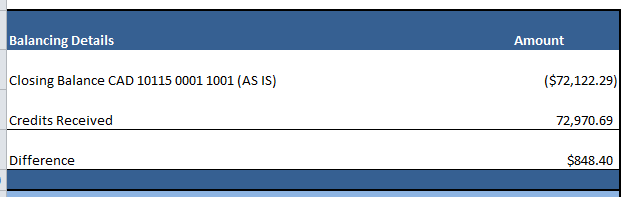 Balancing Details Amount
Closing Balance CAD 10115 0001 1001 (AS IS) ($72,122.29)
Credits Received 72,970.69
Difference $848.40